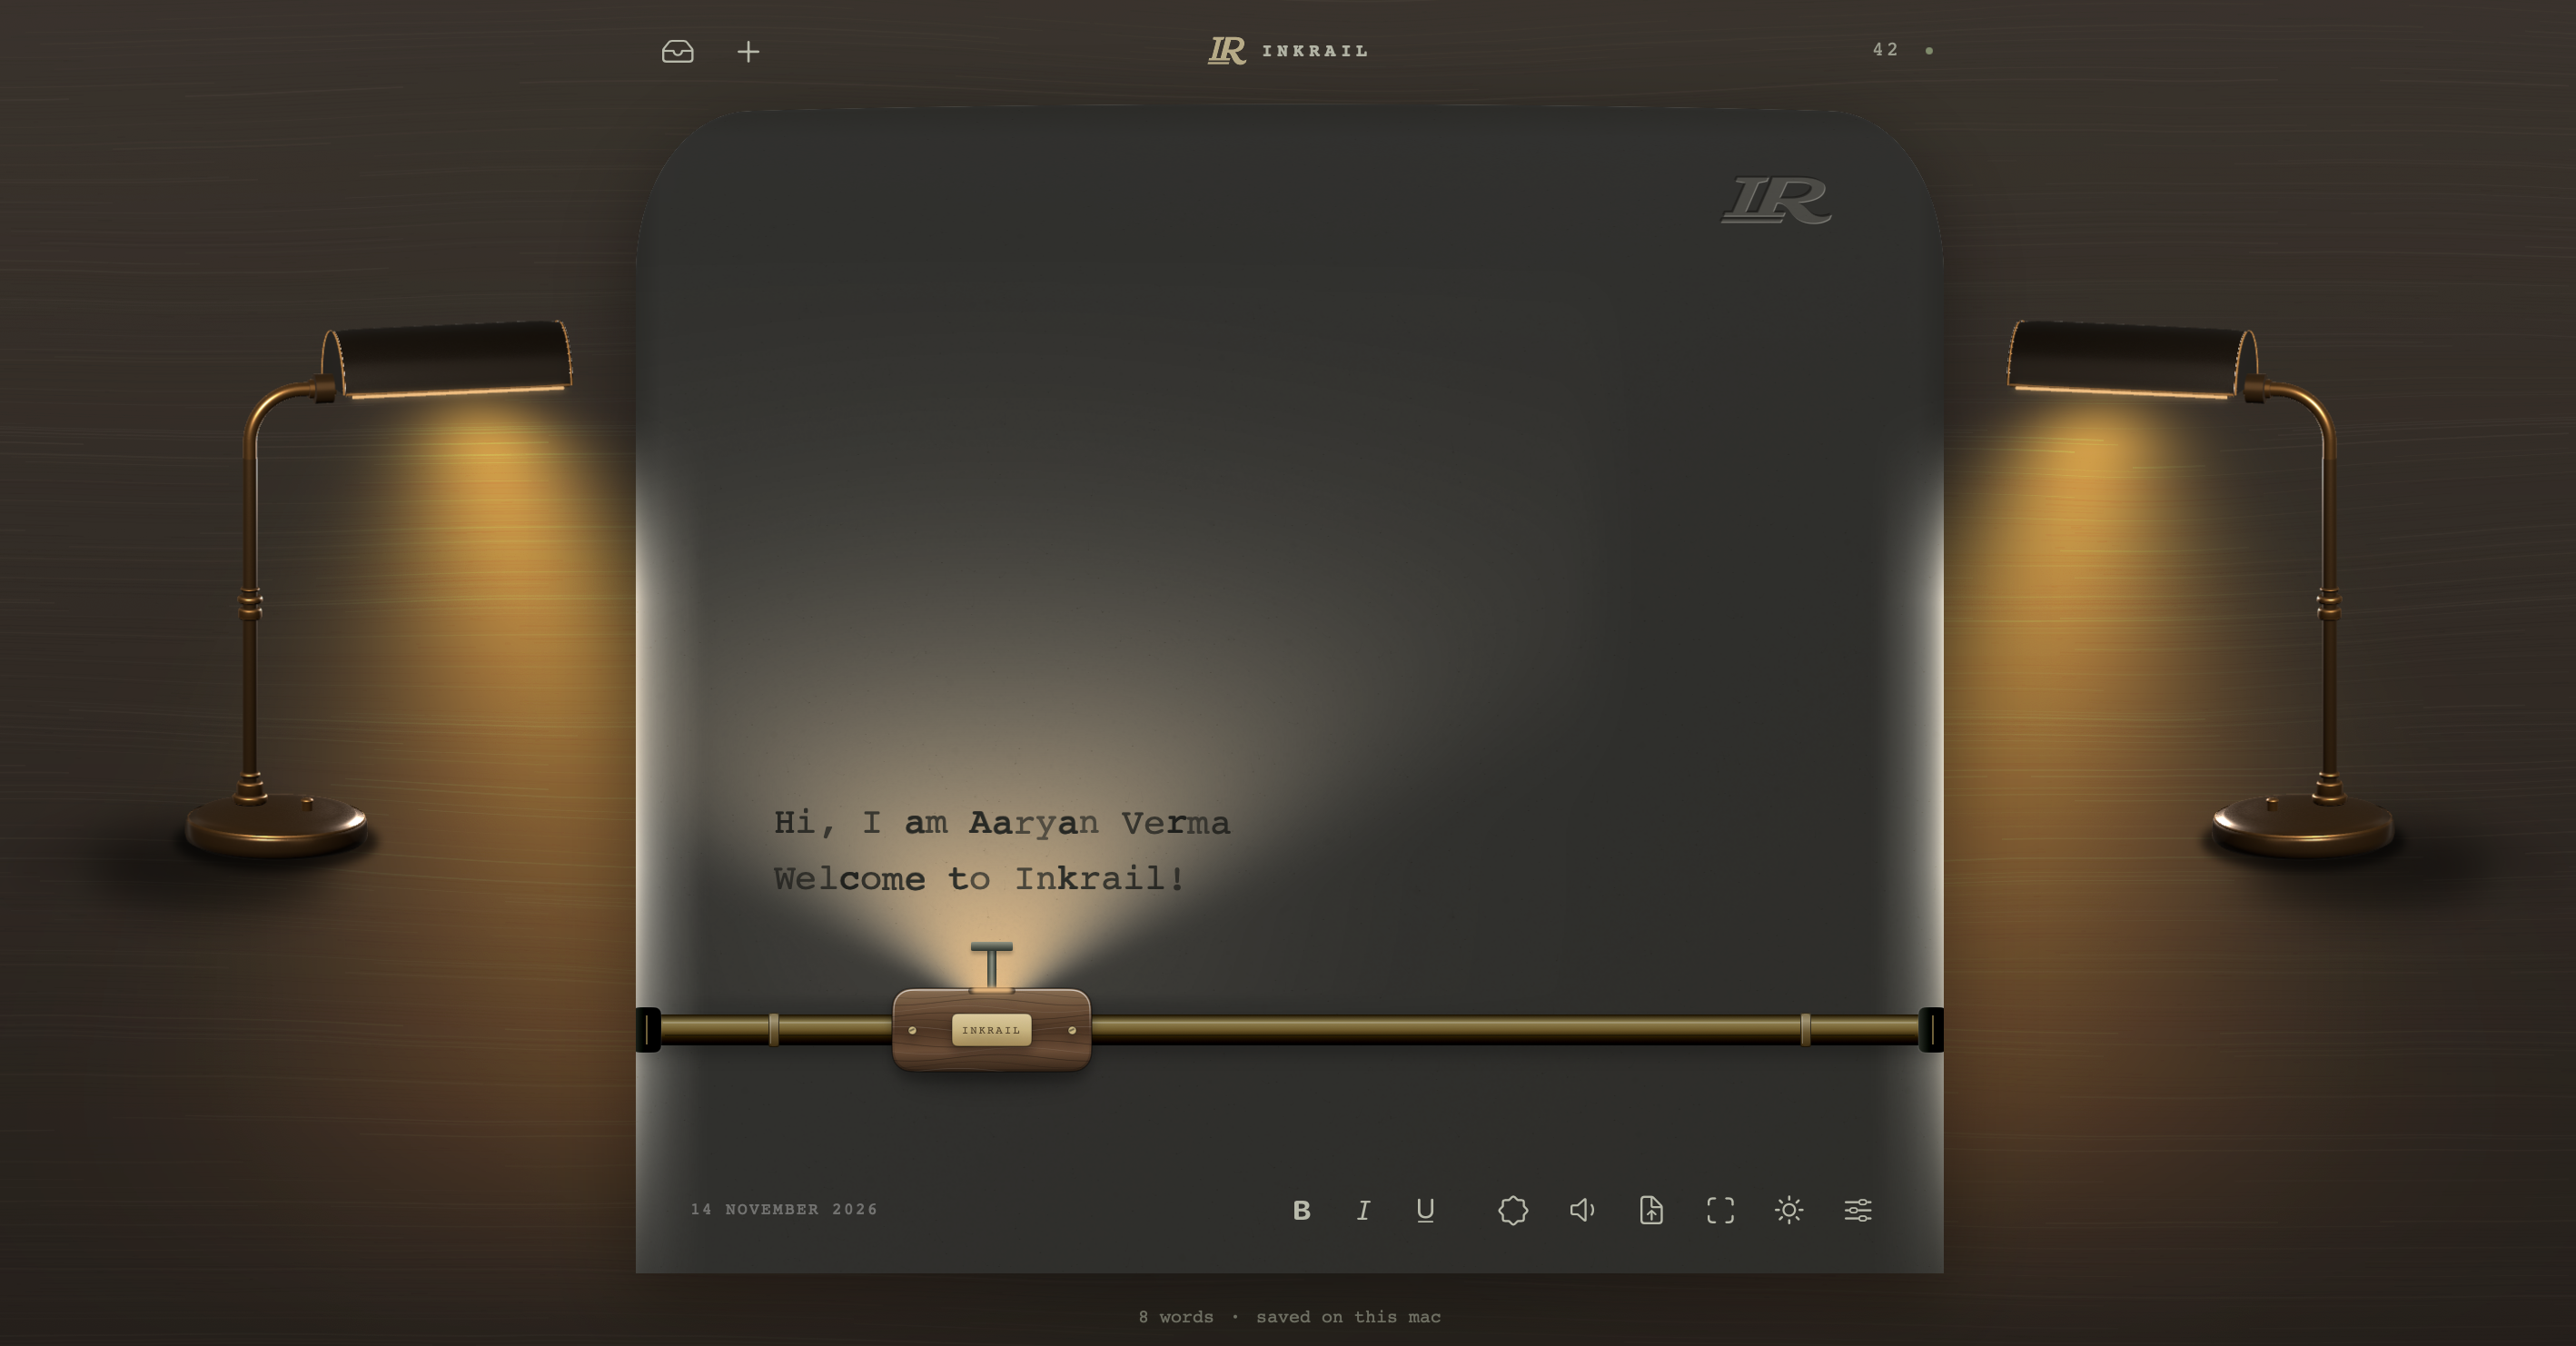 IR INKRAIL
42
IR
Hi, I am Aaryan Verma
Welcome to Inkrail!
INKRAIL
14 NOVEMBER 2026
B I U
8 words · saved on this mac